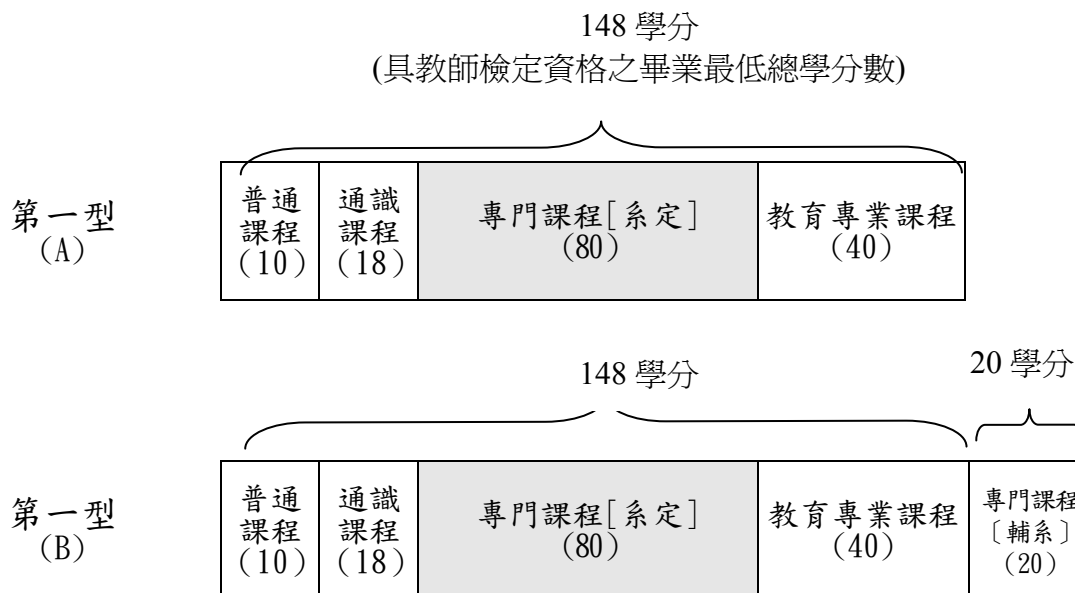 148 學分
(具教師檢定資格之畢業最低總學分數)
第一型
(A)
普通
課程
(10)
通識
課程
(18)
專門課程[系定]
(80)
教育專業課程
(40)
148 學分
20 學分
第一型
(B)
普通
課程
(10)
通識
課程
(18)
專門課程[系定]
(80)
教育專業課程
(40)
專門課程
〔輔系〕
(20)